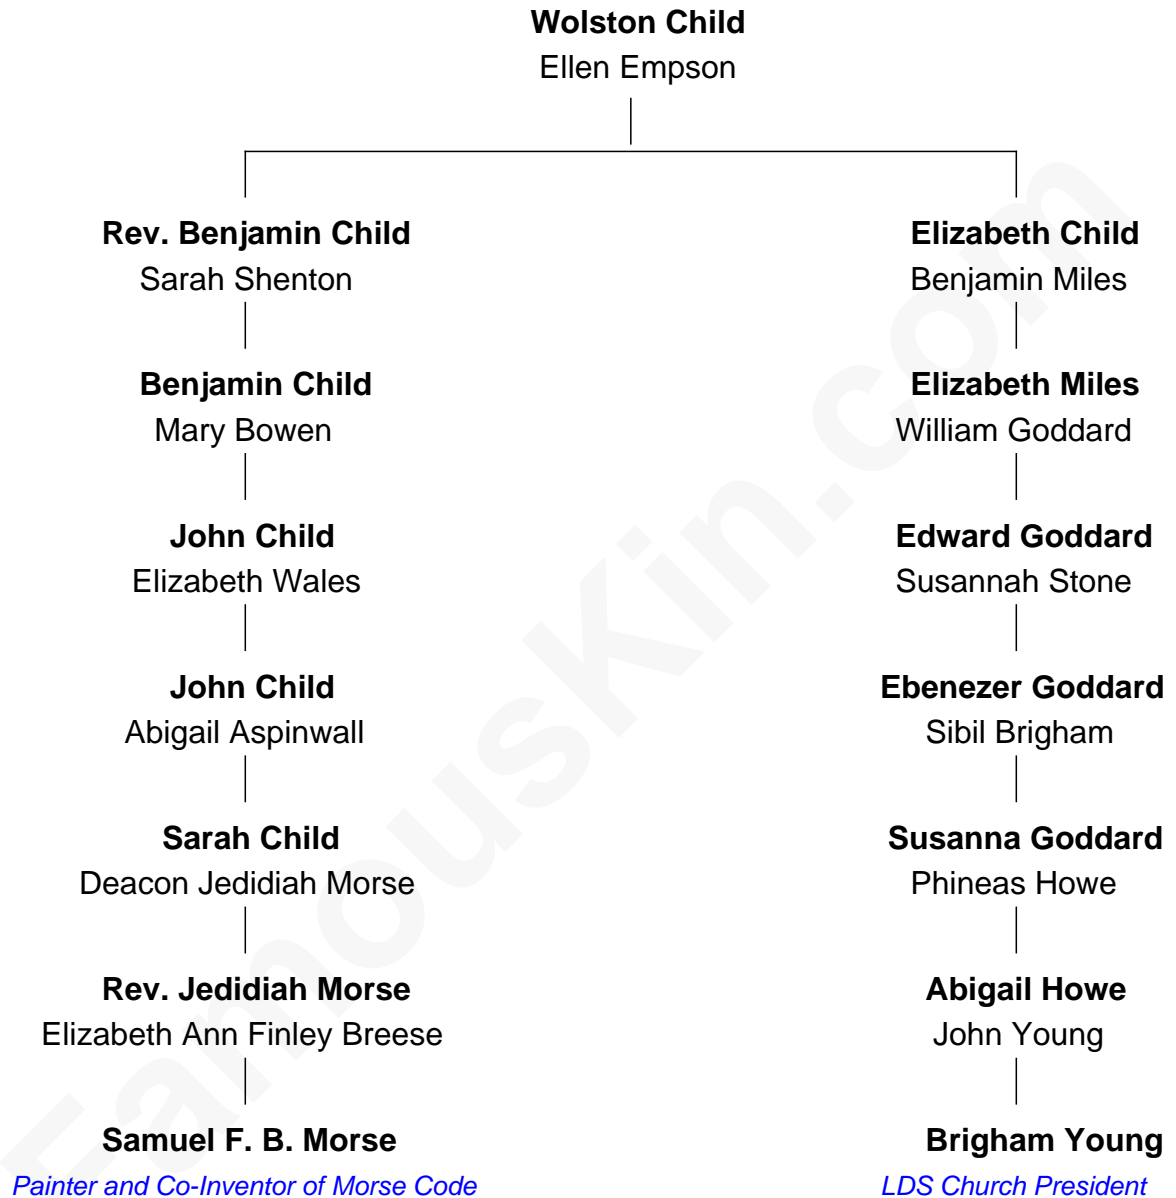 Wolston Child
Ellen Empson
Rev. Benjamin Child
Sarah Shenton
Elizabeth Child
Benjamin Miles
Benjamin Child
Mary Bowen
Elizabeth Miles
William Goddard
John Child
Elizabeth Wales
Edward Goddard
Susannah Stone
John Child
Abigail Aspinwall
Ebenezer Goddard
Sibil Brigham
Sarah Child
Deacon Jedidiah Morse
Susanna Goddard
Phineas Howe
Rev. Jedidiah Morse
Elizabeth Ann Finley Breese
Abigail Howe
John Young
Samuel F. B. Morse
Painter and Co-Inventor of Morse Code
Brigham Young
LDS Church President
FamousKin.com